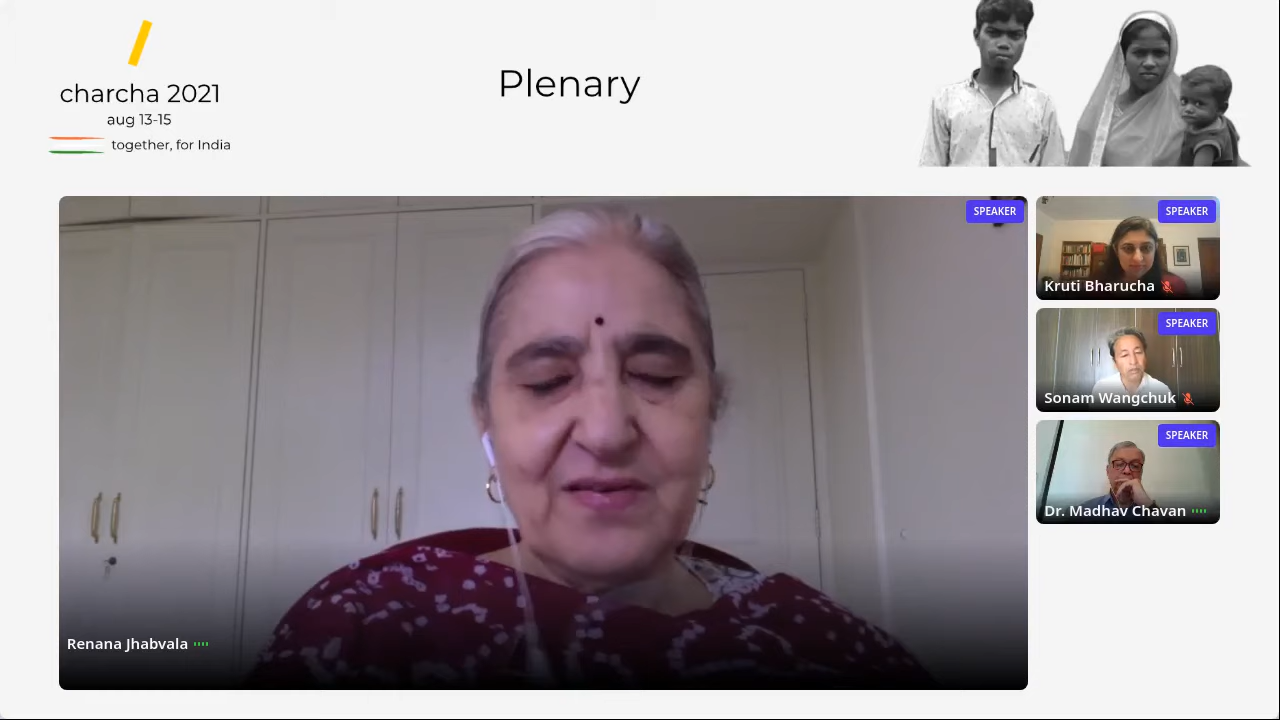 charcha 2021
aug 13-15
together, for India
Plenary
SPEAKER
Renana Jhabvala
SPEAKER
Kruti Bharucha
SPEAKER
Sonam Wangchuk
SPEAKER
Dr. Madhav Chavan